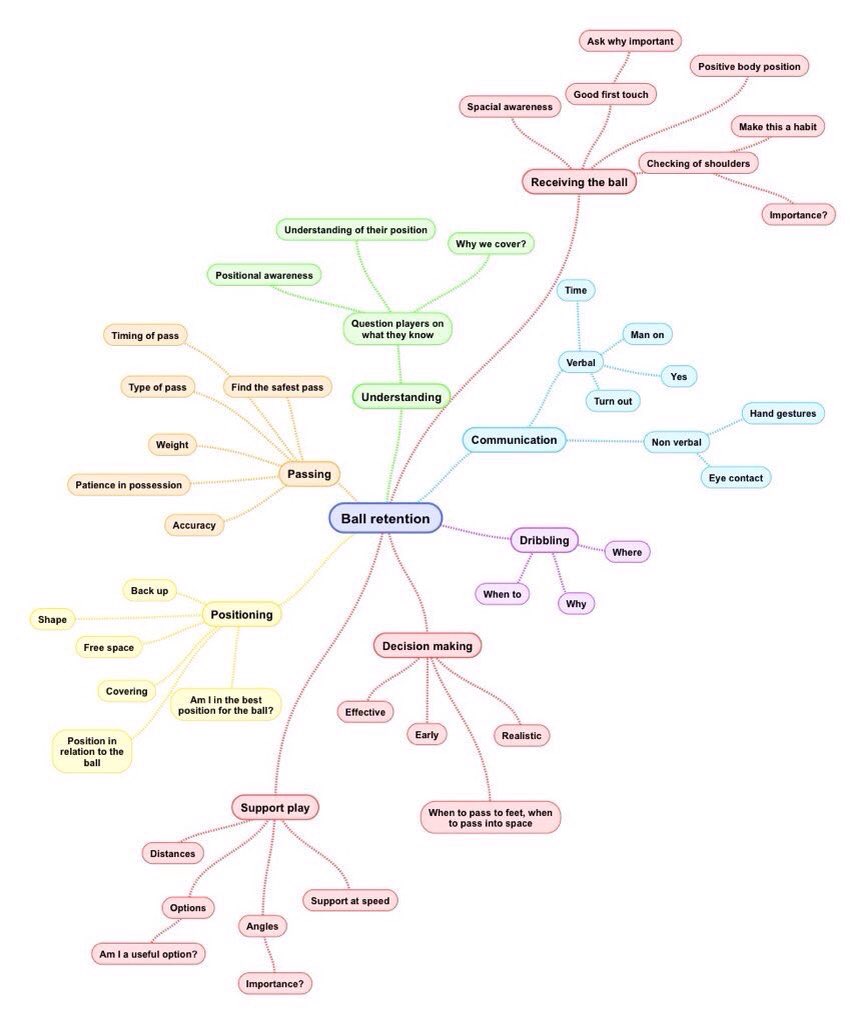 Ask why important
Positive body position
Good first touch
Spacial awareness
Make this a habit
Checking of shoulders
Receiving the ball
Importance?
Understanding of their position
Why we cover?
Positional awareness
Question players on
what they know
Understanding
Time
Man on
Verbal
Yes
Turn out
Communication
Hand gestures
Non verbal
Eye contact
Timing of pass
Type of pass
Find the safest pass
Weight
Passing
Patience in possession
Accuracy
Ball retention
Dribbling
Where
When to
Why
Back up
Shape
Positioning
Free space
Covering
Am I in the best
position for the ball?
Position in
relation to the
ball
Decision making
Effective
Early
Realistic
When to pass to feet, when
to pass into space
Support play
Distances
Options
Support at speed
Angles
Am I a useful option?
Importance?